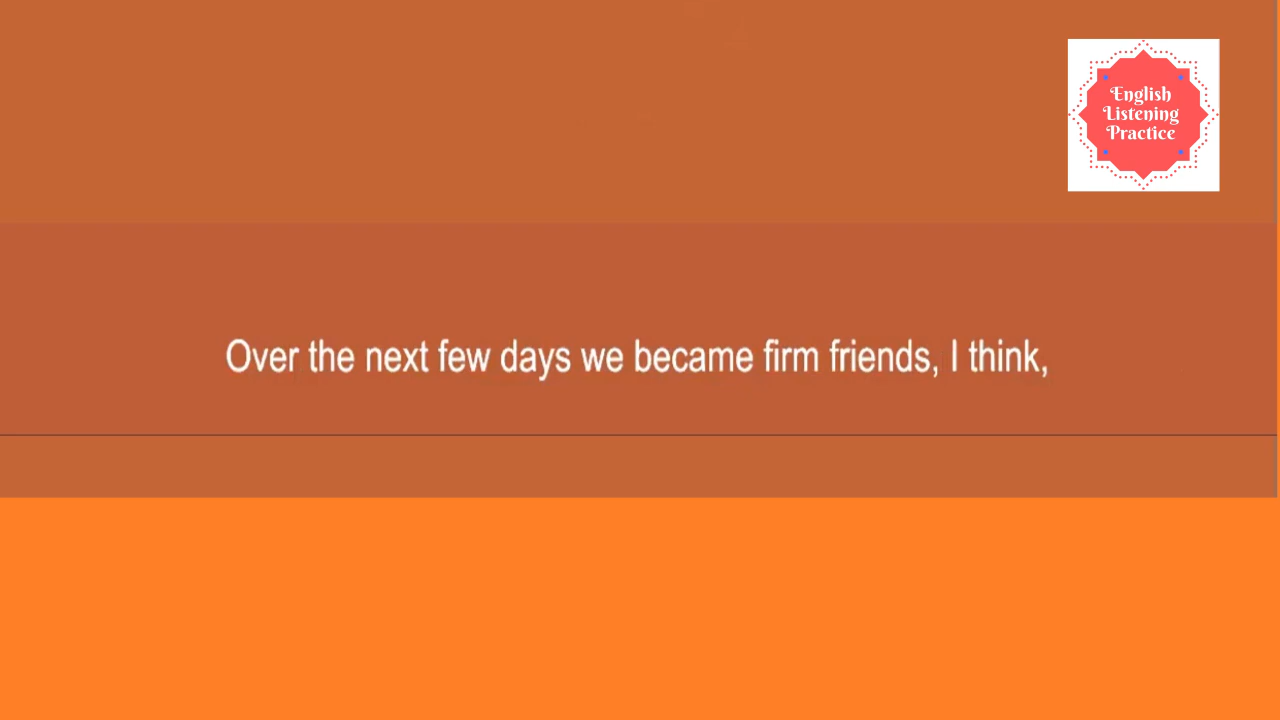 English
Listening
Practice
Over the next few days we became firm friends, I think,